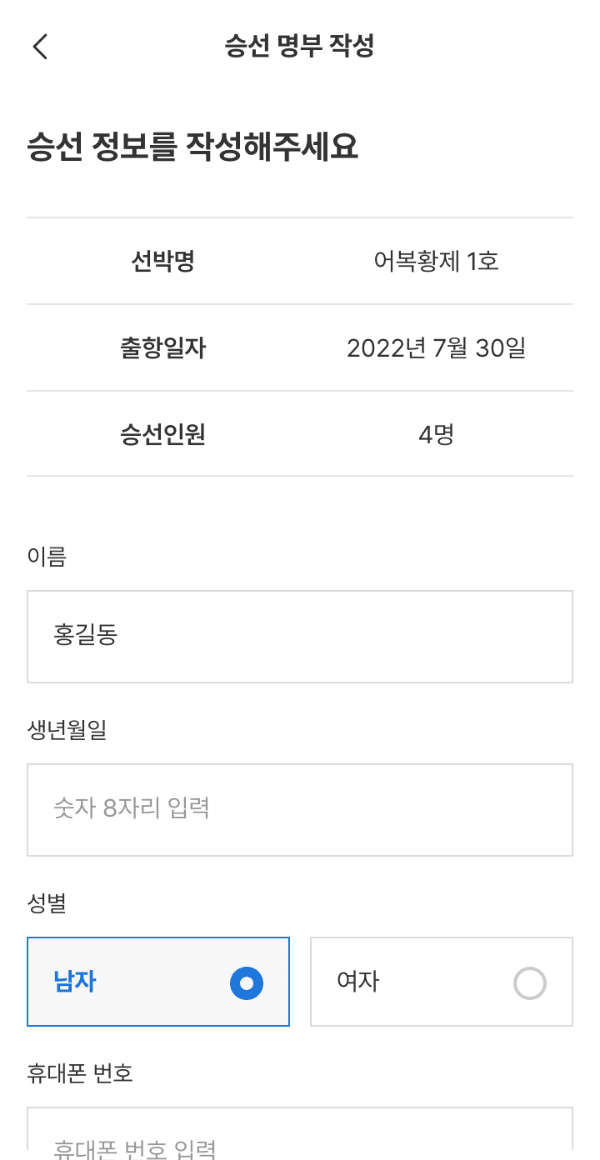 승선 명부 작성
승선 정보를 작성해주세요
선박명 어복황제 1호
출항일자 2022년 7월 30일
승선인원 4명
이름
홍길동
생년월일
숫자 8자리 입력
성별
남자 여자
휴대폰 번호
휴대폰 번호 입력